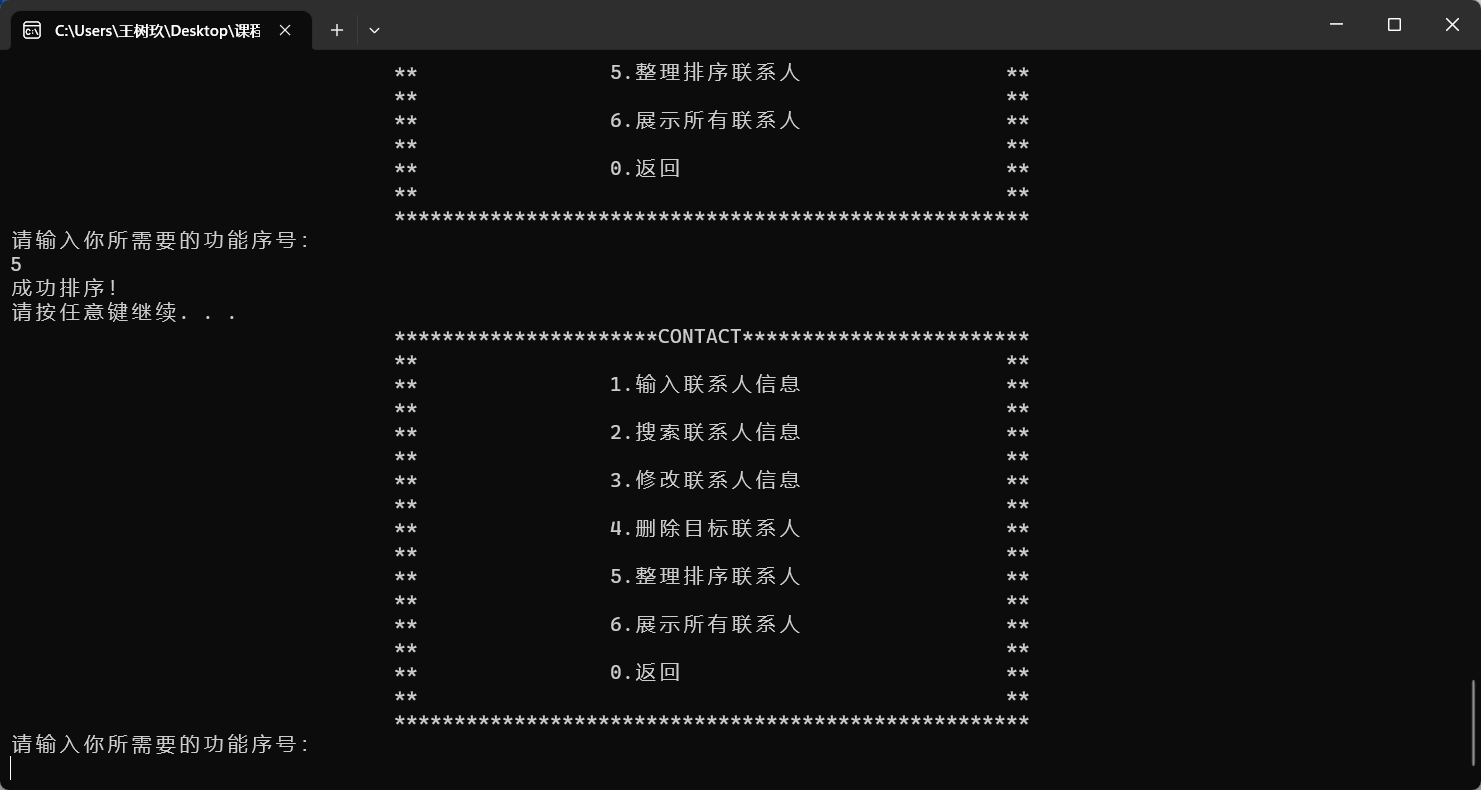 C:\Users\王树玖\Desktop\课程
** 5.整理排序联系人 **
** **
** 6.展示所有联系人 **
** **
** 0.返回 **
** **
*****************************************************
请输入你所需要的功能序号:
5
成功排序!
请按任意键继续. . .
**********************CONTACT************************
** **
** 1.输入联系人信息 **
** **
** 2.搜索联系人信息 **
** **
** 3.修改联系人信息 **
** **
** 4.删除目标联系人 **
** **
** 5.整理排序联系人 **
** **
** 6.展示所有联系人 **
** **
** 0.返回 **
** **
*****************************************************
请输入你所需要的功能序号: